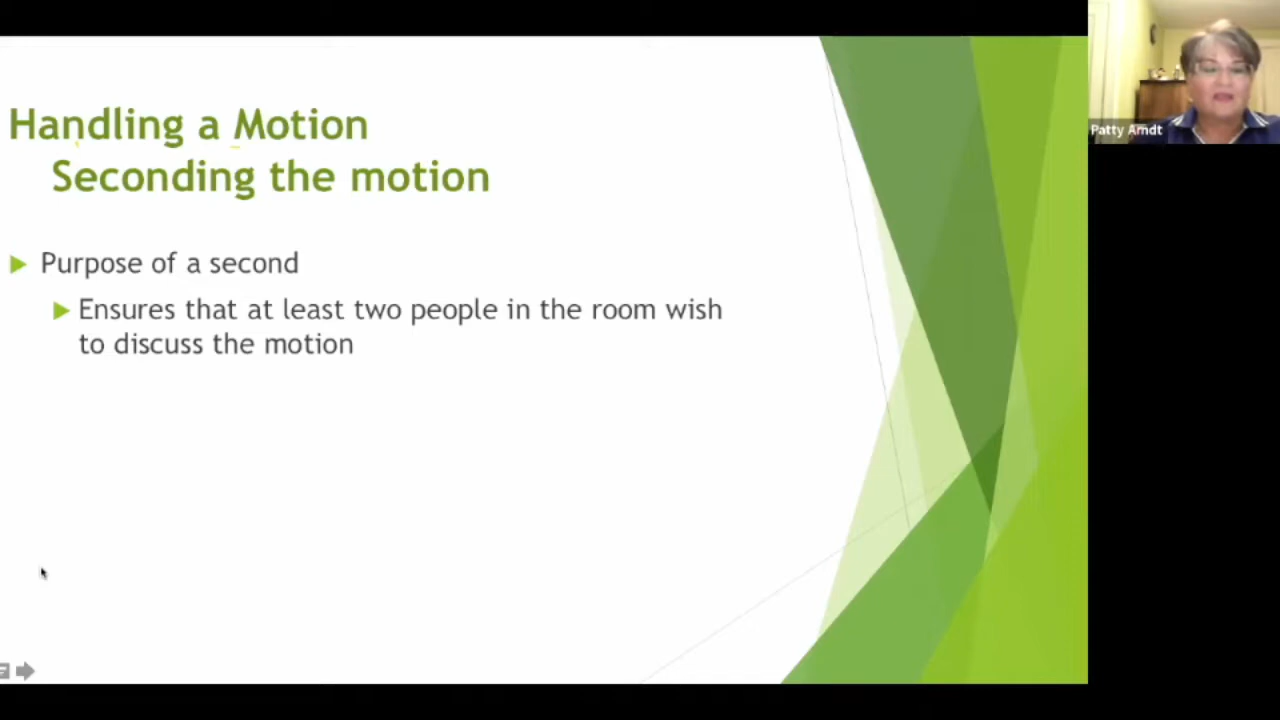 Handling a Motion
Seconding the motion
Purpose of a second
Ensures that at least two people in the room wish
to discuss the motion
Patty Arndt